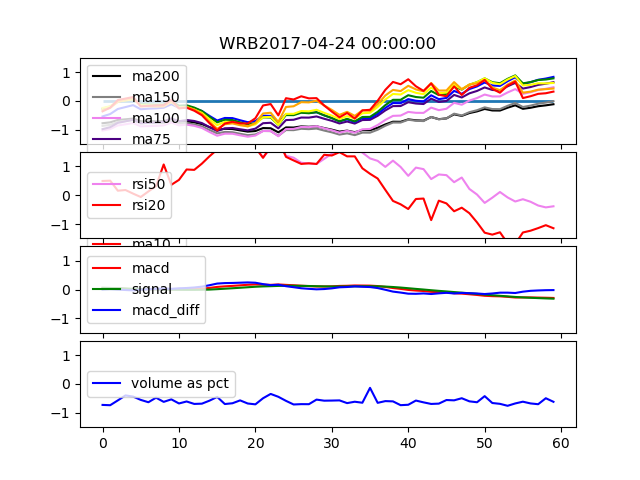 WRB2017-04-24 00:00:00
1
0
−1
ma200
ma150
ma100
ma75
1
0
−1
rsi50
rsi20
ma10
1
0
−1
macd
signal
macd_diff
1
0
−1
volume as pct
0 10 20 30 40 50 60